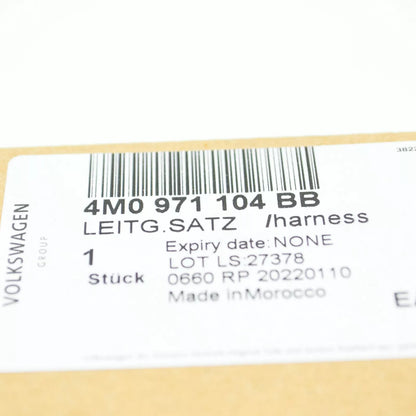 VOLKSWAGEN
GROUP
4M0 971 104 BB
LEITG.SATZ /harness
1 Expiry date:NONE
LOT LS:27378
Stück 0660 RP 20220110
Made inMorocco